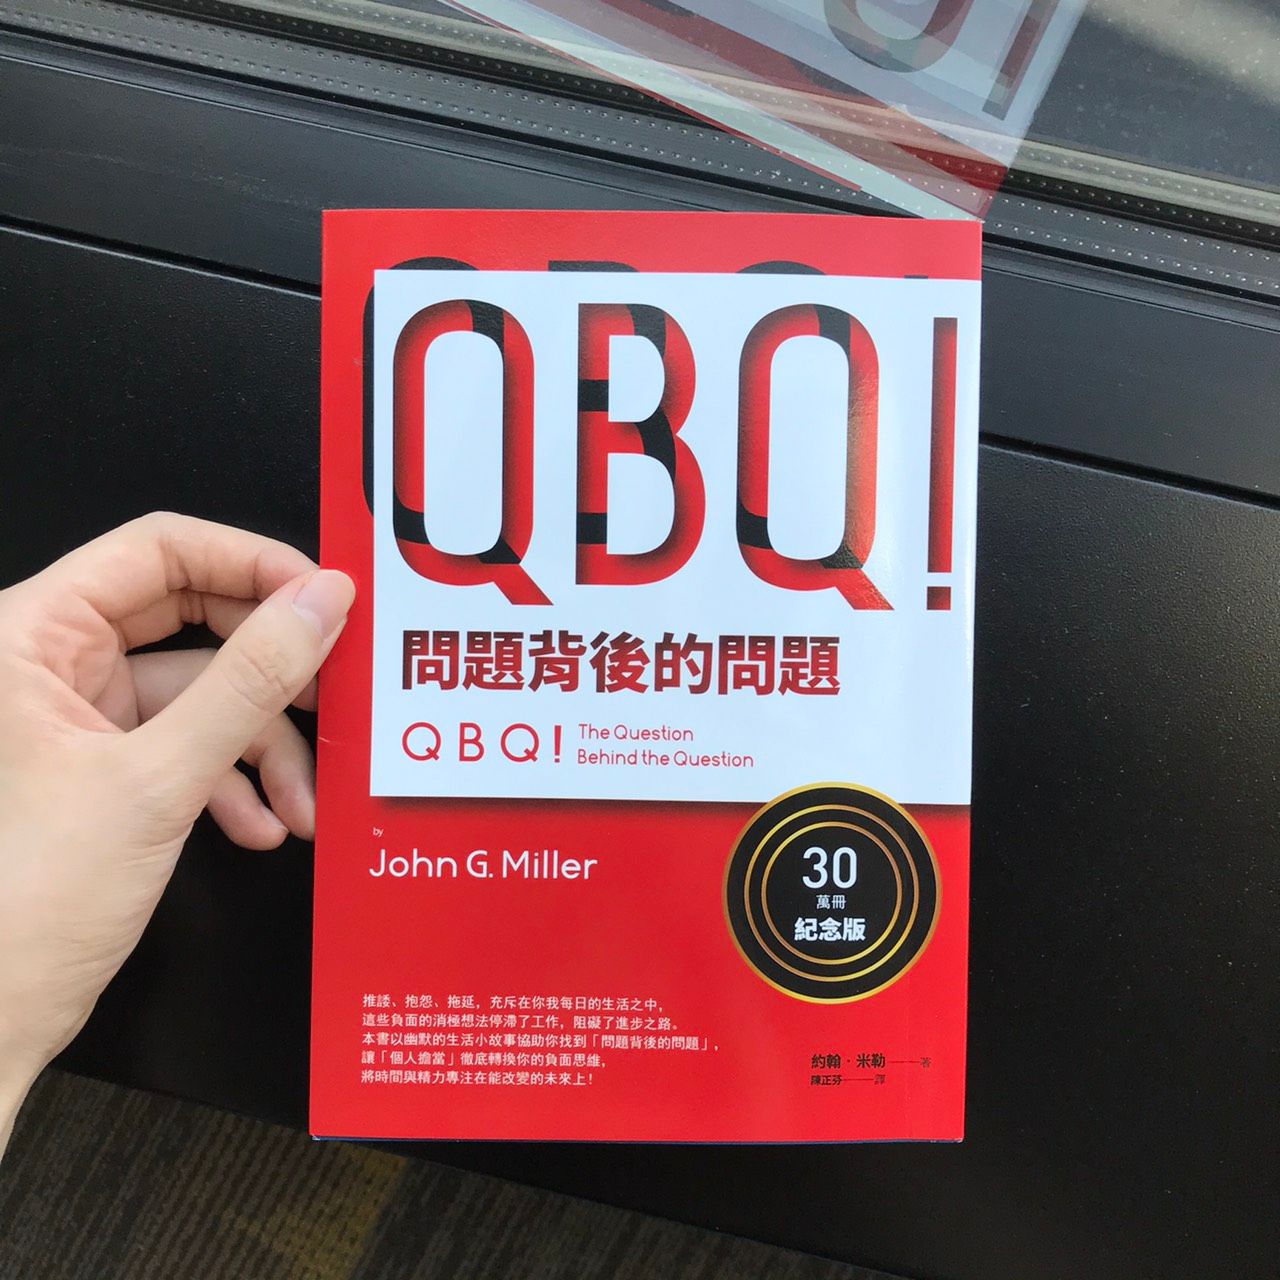 QBQ!
問題背後的問題
QBQ!
The Question
Behind the Question
by
John G. Miller
30
萬冊
紀念版
推諉、抱怨、拖延，充斥在你我每日的生活之中，
這些負面的消極想法停滯了工作，阻礙了進步之路。
本書以幽默的生活小故事協助你找到「問題背後的問題」，
讓「個人擔當」徹底轉換你的負面思維，
將時間與精力專注在能改變的未來上！
約翰・米勒——著
陳正芬——譯